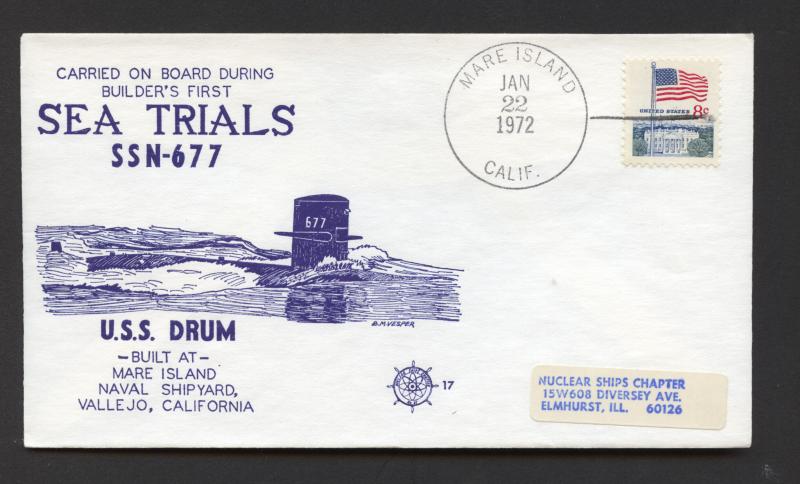 CARRIED ON BOARD DURING
BUILDER'S FIRST
SEA TRIALS
SSN-677
677
B.M.VESPER
U.S.S. DRUM
-BUILT AT-
MARE ISLAND
NAVAL SHIPYARD,
VALLEJO, CALIFORNIA
17
MARE ISLAND
JAN
22
1972
CALIF.
UNITED STATES 8c
NUCLEAR SHIPS CHAPTER
15W608 DIVERSEY AVE.
ELMHURST, ILL. 60126